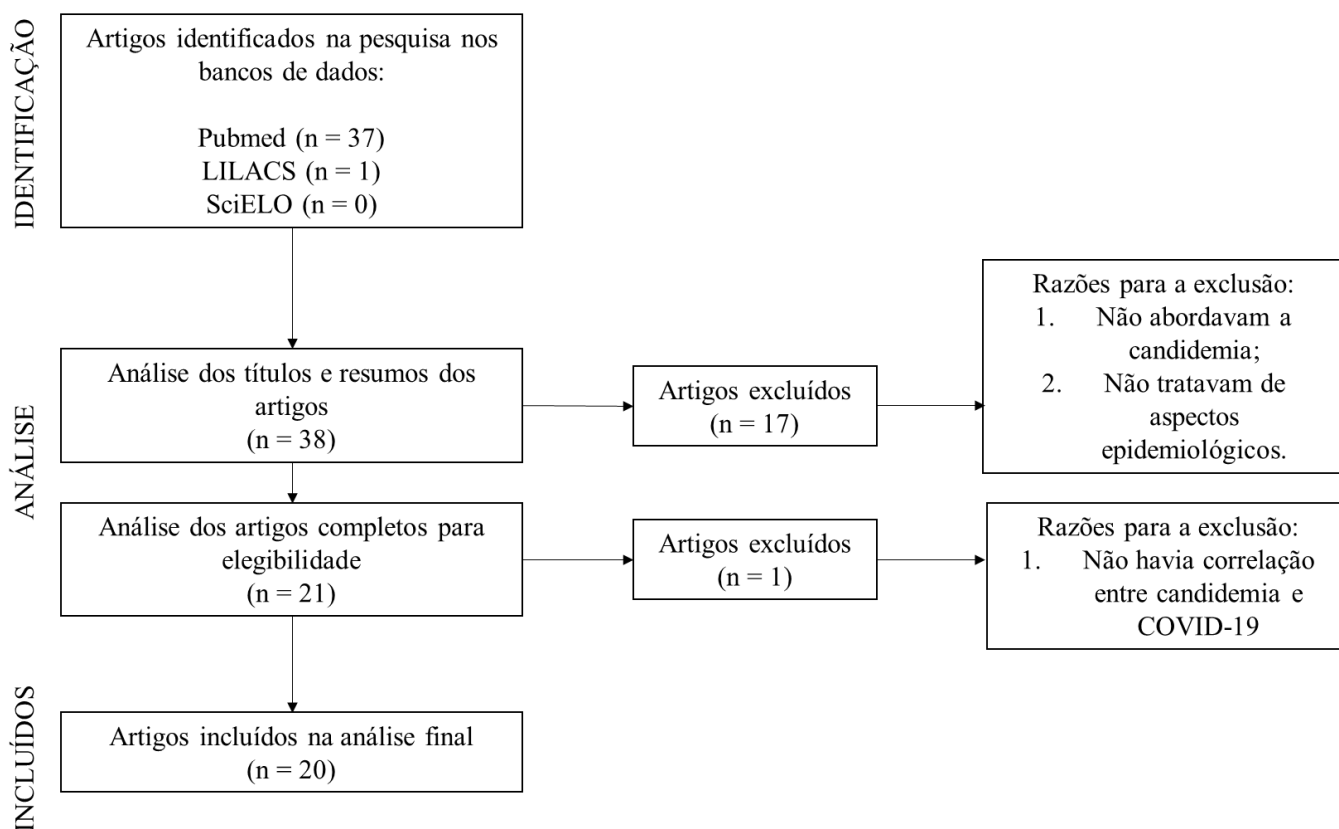 IDENTIFICAÇÃO
Artigos identificados na pesquisa nos
bancos de dados:
Pubmed (n = 37)
LILACS (n = 1)
SciELO (n = 0)
ANÁLISE
Análise dos títulos e resumos dos
artigos
(n = 38)
Artigos excluídos
(n = 17)
Razões para a exclusão:
1. Não abordavam a
candidemia;
2. Não tratavam de
aspectos
epidemiológicos.
Análise dos artigos completos para
elegibilidade
(n = 21)
Artigos excluídos
(n = 1)
Razões para a exclusão:
1. Não havia correlação
entre candidemia e
COVID-19
INCLUÍDOS
Artigos incluídos na análise final
(n = 20)